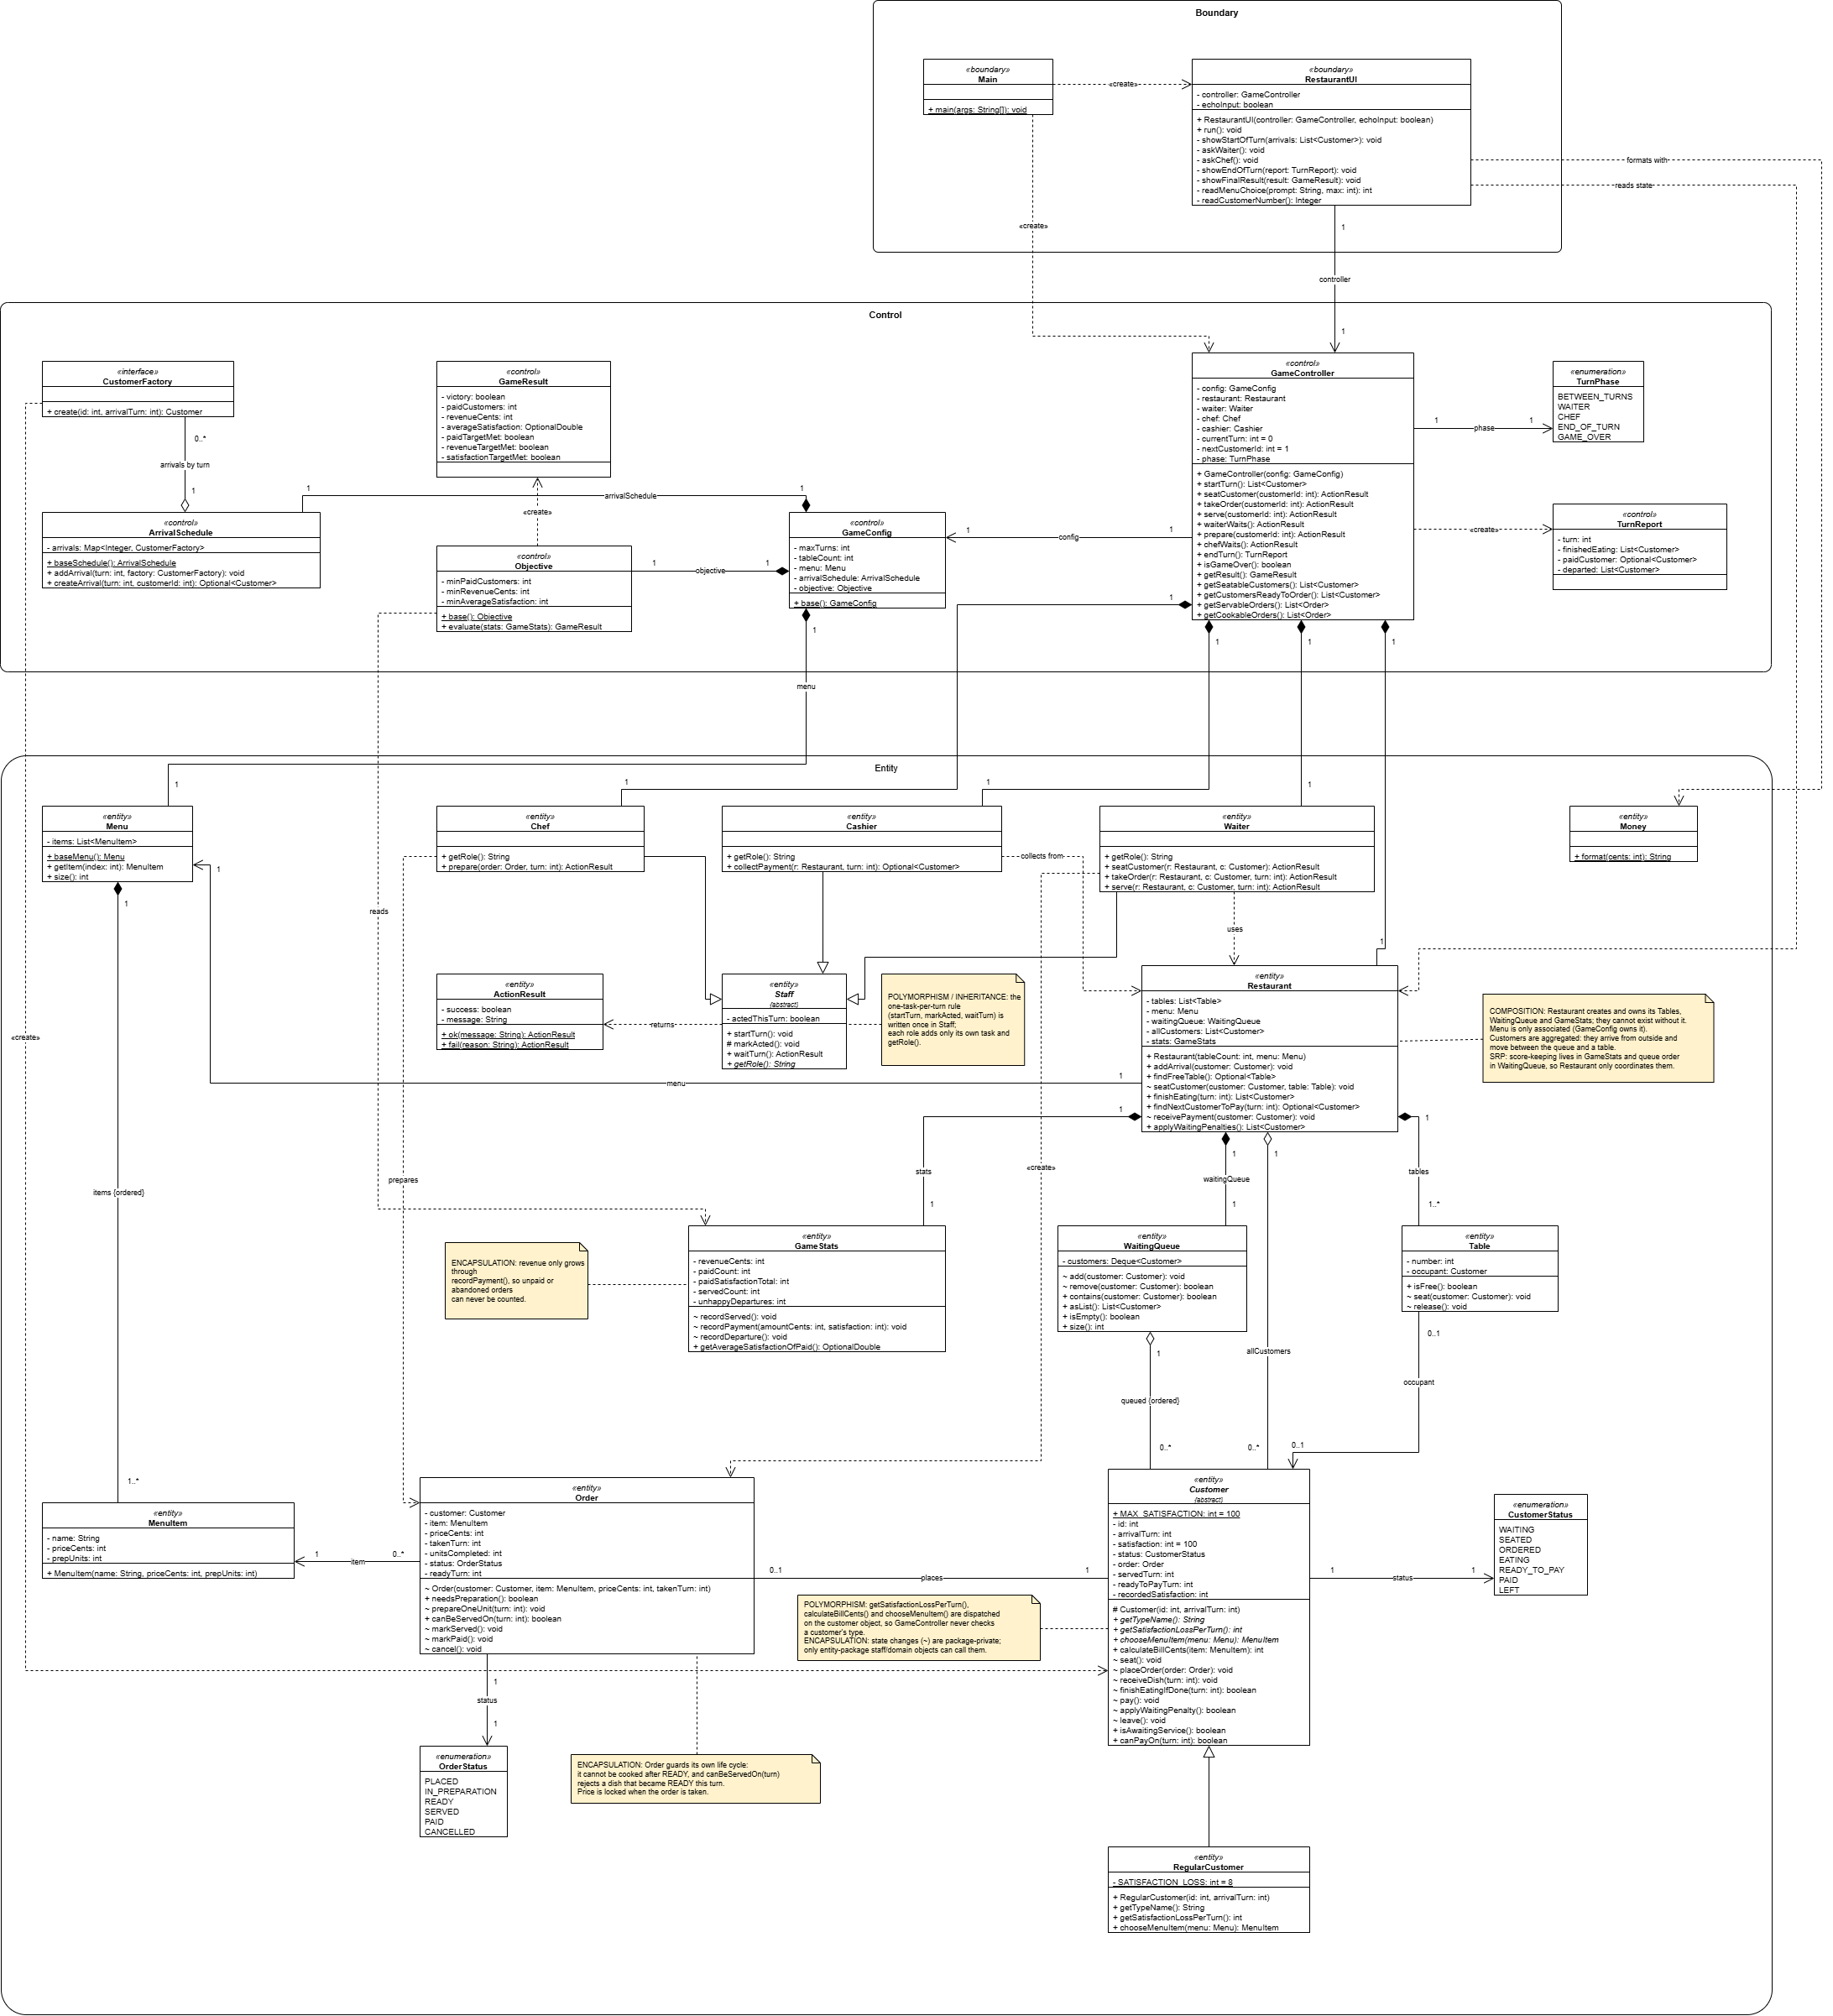 Boundary
«boundary»
Main
+ main(args: String[]): void
«create»
«boundary»
RestaurantUI
- controller: GameController
- echoInput: boolean
+ RestaurantUI(controller: GameController, echoInput: boolean)
+ run(): void
- showStartOfTurn(arrivals: List<Customer>): void
- askWaiter(): void
- askChef(): void
- showEndOfTurn(report: TurnReport): void
- showFinalResult(result: GameResult): void
- readMenuChoice(prompt: String, max: int): int
- readCustomerNumber(): Integer
formats with
reads state
«create»
1
controller
1
Control
«interface»
CustomerFactory
+ create(id: int, arrivalTurn: int): Customer
0..*
arrivals by turn
1
«control»
GameResult
- victory: boolean
- paidCustomers: int
- revenueCents: int
- averageSatisfaction: OptionalDouble
- paidTargetMet: boolean
- revenueTargetMet: boolean
- satisfactionTargetMet: boolean
«create»
1
arrivalSchedule
1
«control»
ArrivalSchedule
- arrivals: Map<Integer, CustomerFactory>
+ baseSchedule(): ArrivalSchedule
+ addArrival(turn: int, factory: CustomerFactory): void
+ createArrival(turn: int, customerId: int): Optional<Customer>
«control»
Objective
- minPaidCustomers: int
- minRevenueCents: int
- minAverageSatisfaction: int
+ base(): Objective
+ evaluate(stats: GameStats): GameResult
1
objective
1
«control»
GameConfig
- maxTurns: int
- tableCount: int
- menu: Menu
- arrivalSchedule: ArrivalSchedule
- objective: Objective
+ base(): GameConfig
1
config
1
«control»
GameController
- config: GameConfig
- restaurant: Restaurant
- waiter: Waiter
- chef: Chef
- cashier: Cashier
- currentTurn: int = 0
- nextCustomerId: int = 1
- phase: TurnPhase
+ GameController(config: GameConfig)
+ startTurn(): List<Customer>
+ seatCustomer(customerId: int): ActionResult
+ takeOrder(customerId: int): ActionResult
+ serve(customerId: int): ActionResult
+ waiterWaits(): ActionResult
+ prepare(customerId: int): ActionResult
+ chefWaits(): ActionResult
+ endTurn(): TurnReport
+ isGameOver(): boolean
+ getResult(): GameResult
+ getSeatableCustomers(): List<Customer>
+ getCustomersReadyToOrder(): List<Customer>
+ getServableOrders(): List<Order>
+ getCookableOrders(): List<Order>
1
phase
1
«enumeration»
TurnPhase
BETWEEN_TURNS
WAITER
CHEF
END_OF_TURN
GAME_OVER
«create»
«control»
TurnReport
- turn: int
- finishedEating: List<Customer>
- paidCustomer: Optional<Customer>
- departed: List<Customer>
1
1
1
1
1
menu
Entity
1
1
1
1
«entity»
Menu
- items: List<MenuItem>
+ baseMenu(): Menu
+ getItem(index: int): MenuItem
+ size(): int
1
1
«entity»
Chef
+ getRole(): String
+ prepare(order: Order, turn: int): ActionResult
«entity»
Cashier
+ getRole(): String
+ collectPayment(r: Restaurant, turn: int): Optional<Customer>
collects from
«entity»
Waiter
+ getRole(): String
+ seatCustomer(r: Restaurant, c: Customer): ActionResult
+ takeOrder(r: Restaurant, c: Customer, turn: int): ActionResult
+ serve(r: Restaurant, c: Customer, turn: int): ActionResult
«entity»
Money
+ format(cents: int): String
reads
uses
1
«entity»
ActionResult
- success: boolean
- message: String
+ ok(message: String): ActionResult
+ fail(reason: String): ActionResult
returns
«entity»
Staff
{abstract}
- actedThisTurn: boolean
+ startTurn(): void
# markActed(): void
+ waitTurn(): ActionResult
+ getRole(): String
POLYMORPHISM / INHERITANCE: the
one-task-per-turn rule
(startTurn, markActed, waitTurn) is
written once in Staff;
each role adds only its own task and
getRole().
«entity»
Restaurant
- tables: List<Table>
- menu: Menu
- waitingQueue: WaitingQueue
- allCustomers: List<Customer>
- stats: GameStats
+ Restaurant(tableCount: int, menu: Menu)
+ addArrival(customer: Customer): void
+ findFreeTable(): Optional<Table>
~ seatCustomer(customer: Customer, table: Table): void
+ finishEating(turn: int): List<Customer>
+ findNextCustomerToPay(turn: int): Optional<Customer>
~ receivePayment(customer: Customer): void
+ applyWaitingPenalties(): List<Customer>
COMPOSITION: Restaurant creates and owns its Tables,
WaitingQueue and GameStats; they cannot exist without it.
Menu is only associated (GameConfig owns it).
Customers are aggregated: they arrive from outside and
move between the queue and a table.
SRP: score-keeping lives in GameStats and queue order
in WaitingQueue, so Restaurant only coordinates them.
«create»
menu
1
1
1
1
1
1
stats
waitingQueue
tables
«create»
prepares
items {ordered}
1
1
1..*
ENCAPSULATION: revenue only grows
through
recordPayment(), so unpaid or
abandoned orders
can never be counted.
«entity»
GameStats
- revenueCents: int
- paidCount: int
- paidSatisfactionTotal: int
- servedCount: int
- unhappyDepartures: int
~ recordServed(): void
~ recordPayment(amountCents: int, satisfaction: int): void
~ recordDeparture(): void
+ getAverageSatisfactionOfPaid(): OptionalDouble
«entity»
WaitingQueue
- customers: Deque<Customer>
~ add(customer: Customer): void
~ remove(customer: Customer): boolean
+ contains(customer: Customer): boolean
+ asList(): List<Customer>
+ isEmpty(): boolean
+ size(): int
«entity»
Table
- number: int
- occupant: Customer
+ isFree(): boolean
~ seat(customer: Customer): void
~ release(): void
1
0..1
allCustomers
occupant
queued {ordered}
0..*
0..*
0..1
1..*
«entity»
MenuItem
- name: String
- priceCents: int
- prepUnits: int
+ MenuItem(name: String, priceCents: int, prepUnits: int)
1
item
0..*
«entity»
Order
- customer: Customer
- item: MenuItem
- priceCents: int
- takenTurn: int
- unitsCompleted: int
- status: OrderStatus
- readyTurn: int
~ Order(customer: Customer, item: MenuItem, priceCents: int, takenTurn: int)
+ needsPreparation(): boolean
~ prepareOneUnit(turn: int): void
+ canBeServedOn(turn: int): boolean
~ markServed(): void
~ markPaid(): void
~ cancel(): void
0..1
places
1
POLYMORPHISM: getSatisfactionLossPerTurn(),
calculateBillCents() and chooseMenuItem() are dispatched
on the customer object, so GameController never checks
a customer's type.
ENCAPSULATION: state changes (~) are package-private;
only entity-package staff/domain objects can call them.
«entity»
Customer
{abstract}
+ MAX_SATISFACTION: int = 100
- id: int
- arrivalTurn: int
- satisfaction: int = 100
- status: CustomerStatus
- order: Order
- servedTurn: int
- readyToPayTurn: int
- recordedSatisfaction: int
# Customer(id: int, arrivalTurn: int)
+ getTypeName(): String
+ getSatisfactionLossPerTurn(): int
+ chooseMenuItem(menu: Menu): MenuItem
+ calculateBillCents(item: MenuItem): int
~ seat(): void
~ placeOrder(order: Order): void
~ receiveDish(turn: int): void
~ finishEatingIfDone(turn: int): boolean
~ pay(): void
~ applyWaitingPenalty(): boolean
~ leave(): void
+ isAwaitingService(): boolean
+ canPayOn(turn: int): boolean
1
status
1
«enumeration»
CustomerStatus
WAITING
SEATED
ORDERED
EATING
READY_TO_PAY
PAID
LEFT
1
status
1
«enumeration»
OrderStatus
PLACED
IN_PREPARATION
READY
SERVED
PAID
CANCELLED
ENCAPSULATION: Order guards its own life cycle:
it cannot be cooked after READY, and canBeServedOn(turn)
rejects a dish that became READY this turn.
Price is locked when the order is taken.
«entity»
RegularCustomer
- SATISFACTION_LOSS: int = 8
+ RegularCustomer(id: int, arrivalTurn: int)
+ getTypeName(): String
+ getSatisfactionLossPerTurn(): int
+ chooseMenuItem(menu: Menu): MenuItem